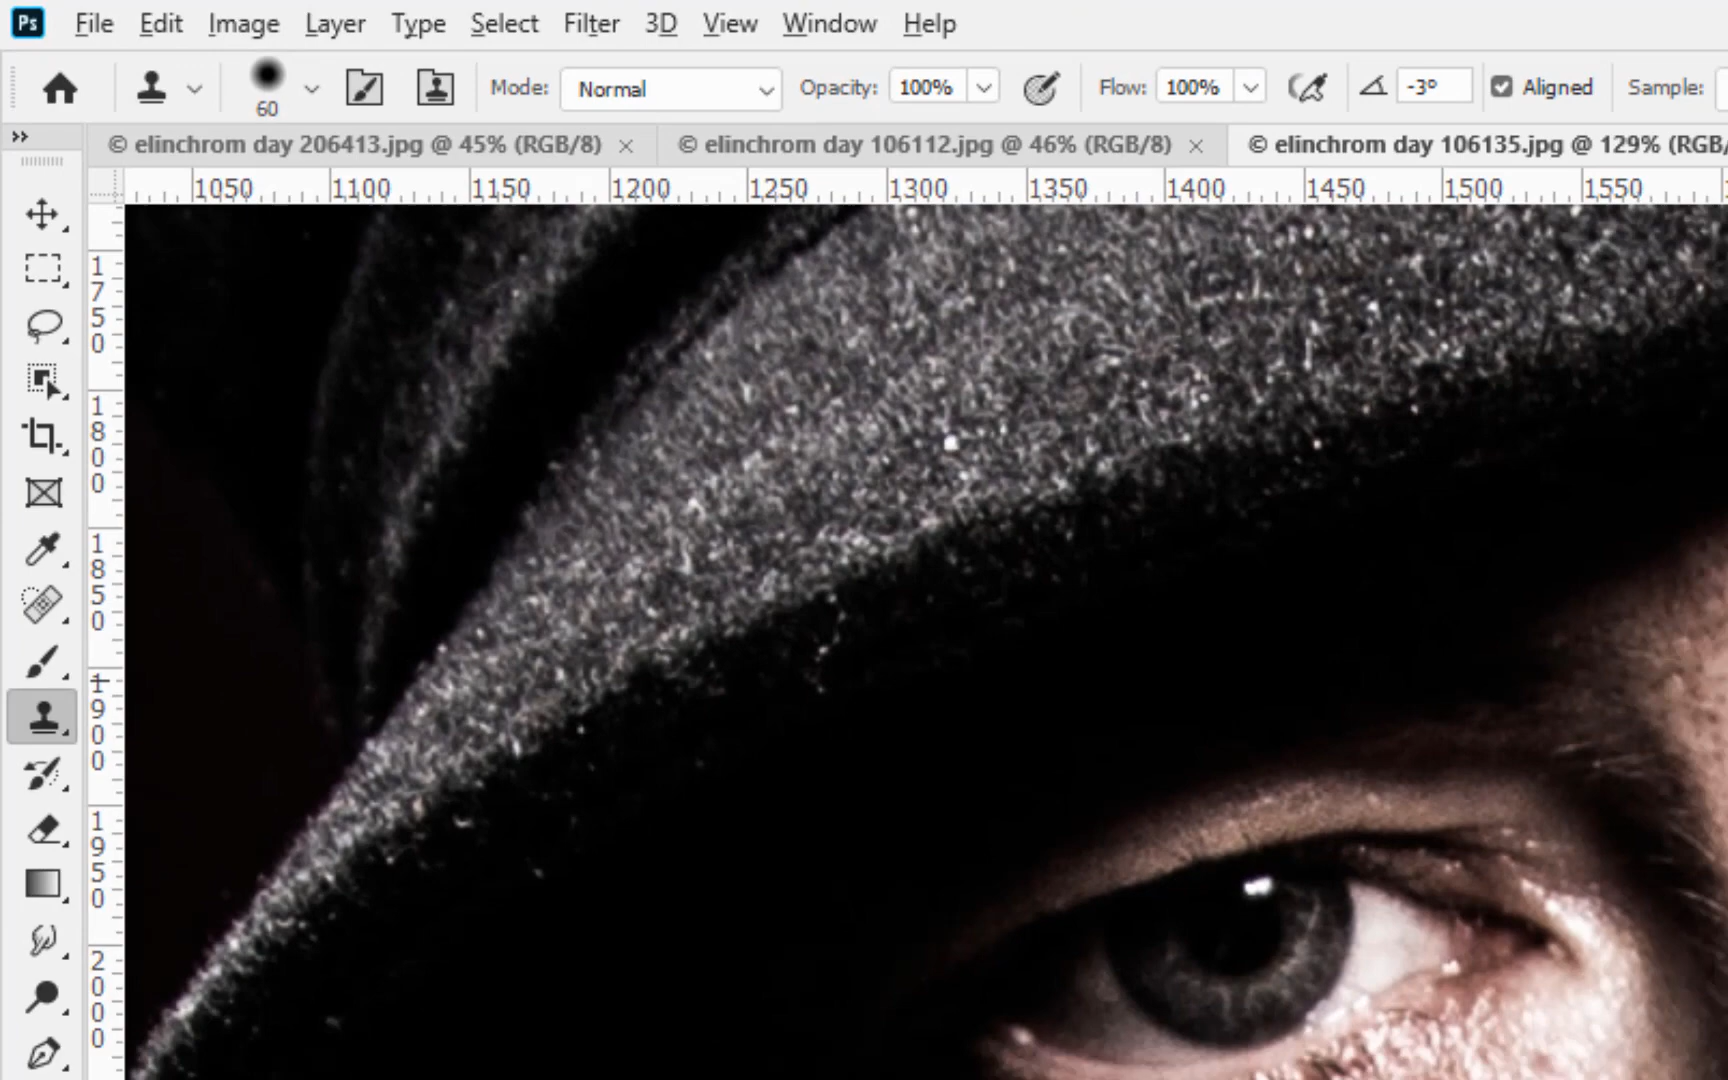 Ps File Edit Image Layer Type Select Filter 3D View Window Help
60 Mode: Normal Opacity: 100% Flow: 100% -3° Aligned Sample:
© elinchrom day 206413.jpg @ 45% (RGB/8) × © elinchrom day 106112.jpg @ 46% (RGB/8) × © elinchrom day 106135.jpg @ 129% (RGB/
1050 1100 1150 1200 1250 1300 1350 1400 1450 1500 1550
1750
1800
1850
1900
1950
2000